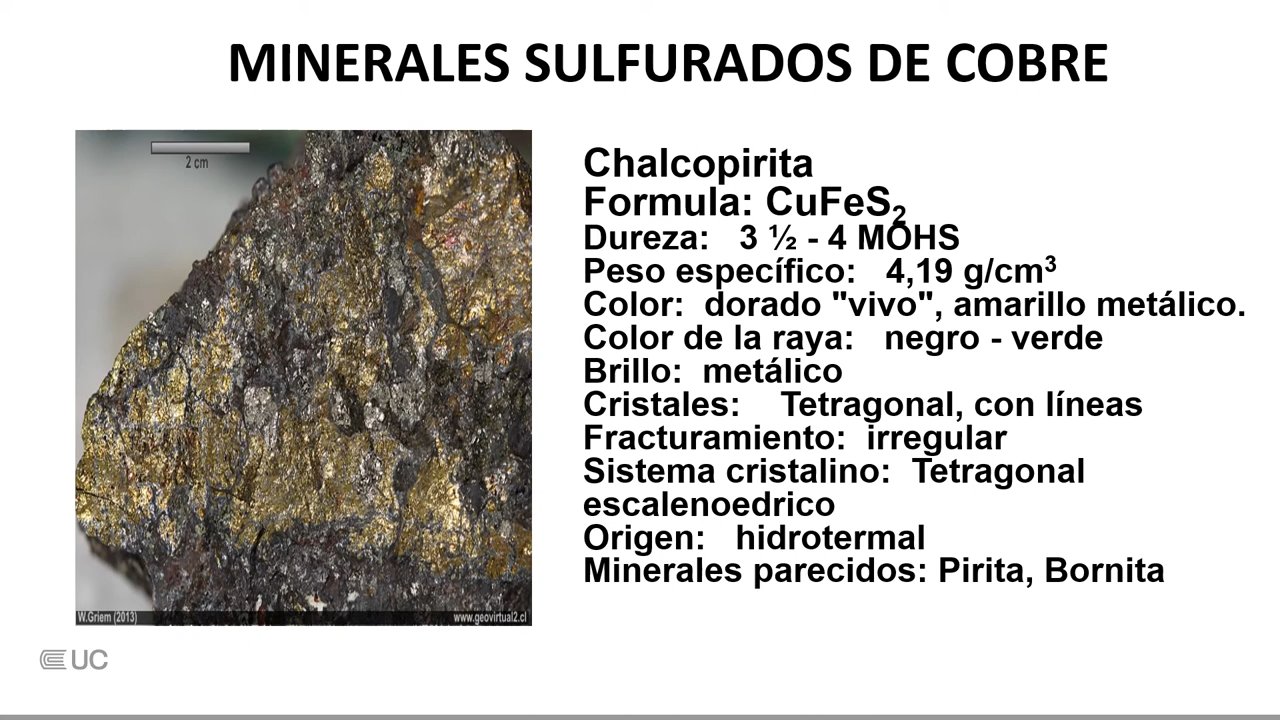 MINERALES SULFURADOS DE COBRE
2 cm
Chalcopirita
Formula: CuFeS₂
Dureza: 3 ½ - 4 MOHS
Peso específico: 4,19 g/cm³
Color: dorado "vivo", amarillo metálico.
Color de la raya: negro - verde
Brillo: metálico
Cristales: Tetragonal, con líneas
Fracturamiento: irregular
Sistema cristalino: Tetragonal
escalenoedrico
Origen: hidrotermal
Minerales parecidos: Pirita, Bornita
W.Griem (2013) www.geovirtual2.cl
UC